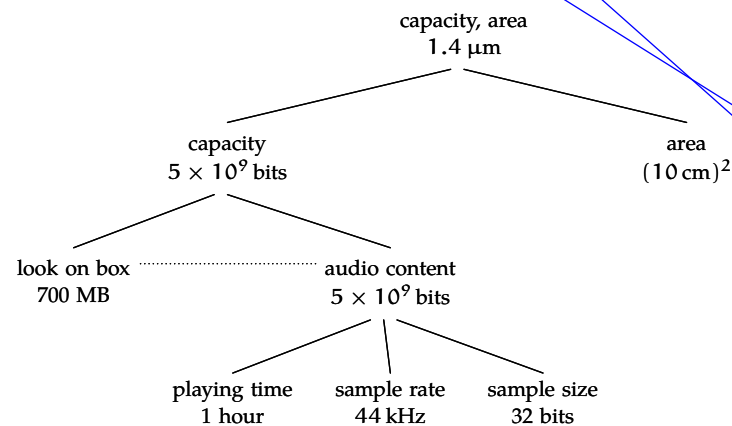 capacity, area
1.4 μm
capacity
5 × 10⁹ bits
area
(10 cm)²
look on box
700 MB
audio content
5 × 10⁹ bits
playing time
1 hour
sample rate
44 kHz
sample size
32 bits